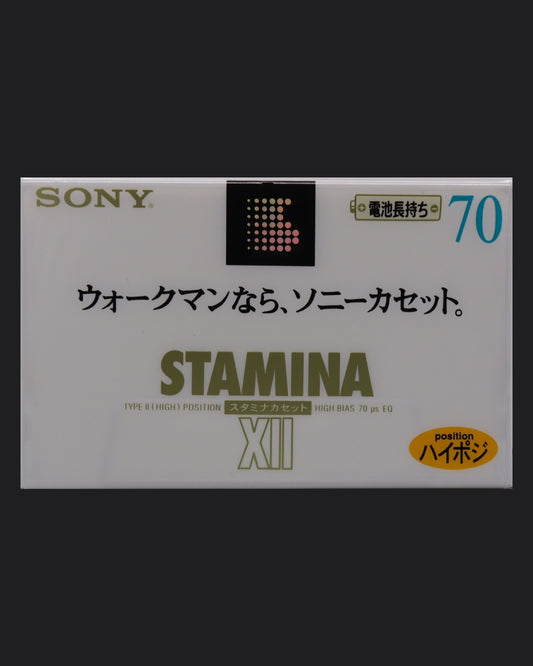 SONY®
+ 電池長持ち - 70
ウォークマンなら、ソニーカセット。
STAMINA
TYPE II (HIGH) POSITION スタミナカセット HIGH BIAS 70 μs EQ
XII
position
ハイポジ